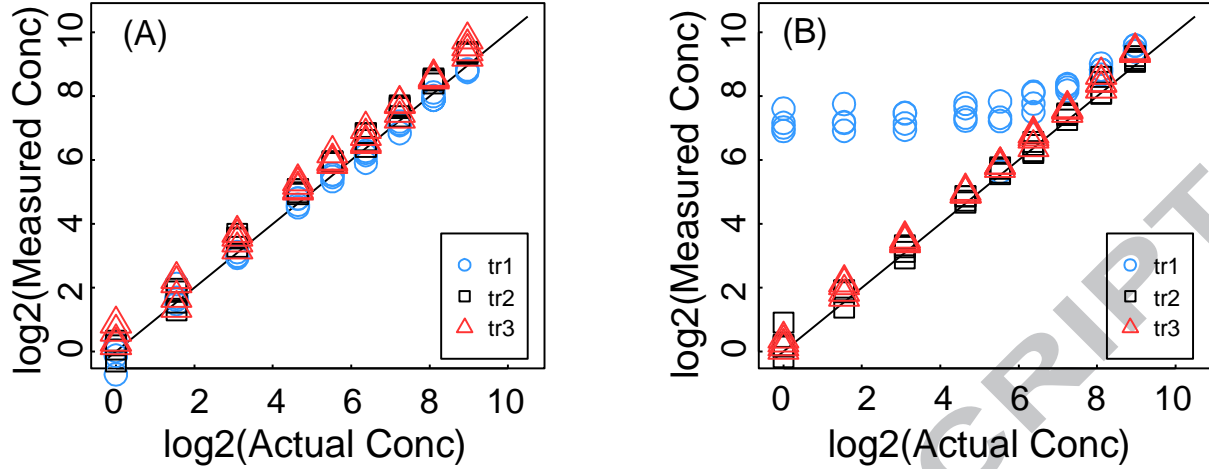 (A)
log2(Measured Conc)
10
8
6
4
2
0
tr1
tr2
tr3
0 2 4 6 8 10
log2(Actual Conc)
(B)
log2(Measured Conc)
10
8
6
4
2
0
tr1
tr2
tr3
0 2 4 6 8 10
log2(Actual Conc)
CRIPT